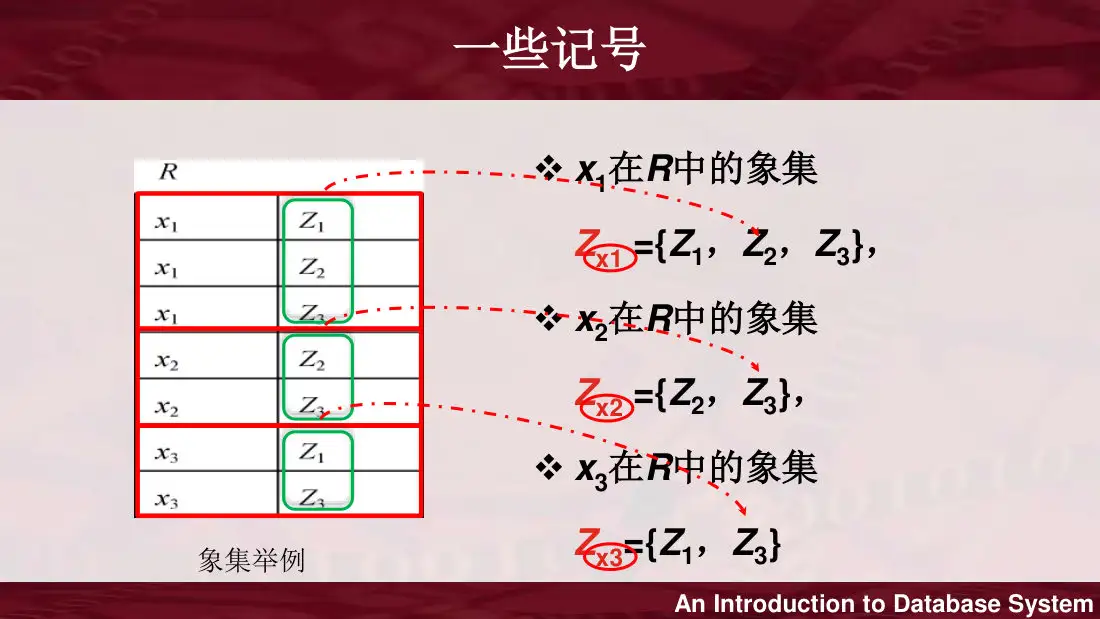 一些记号
R
x₁ Z₁
x₁ Z₂
x₁ Z₃
x₂ Z₂
x₂ Z₃
x₃ Z₁
x₃ Z₃
象集举例
❖ x₁在R中的象集
Zₓ₁={Z₁，Z₂，Z₃}，
❖ x₂在R中的象集
Zₓ₂={Z₂，Z₃}，
❖ x₃在R中的象集
Zₓ₃={Z₁，Z₃}
An Introduction to Database System